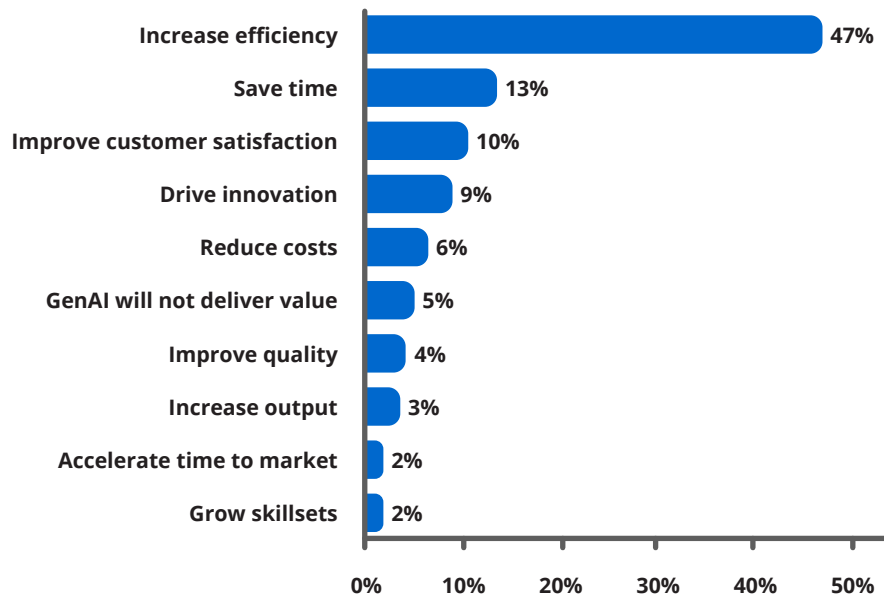 Increase efficiency 47%
Save time 13%
Improve customer satisfaction 10%
Drive innovation 9%
Reduce costs 6%
GenAI will not deliver value 5%
Improve quality 4%
Increase output 3%
Accelerate time to market 2%
Grow skillsets 2%
0% 10% 20% 30% 40% 50%